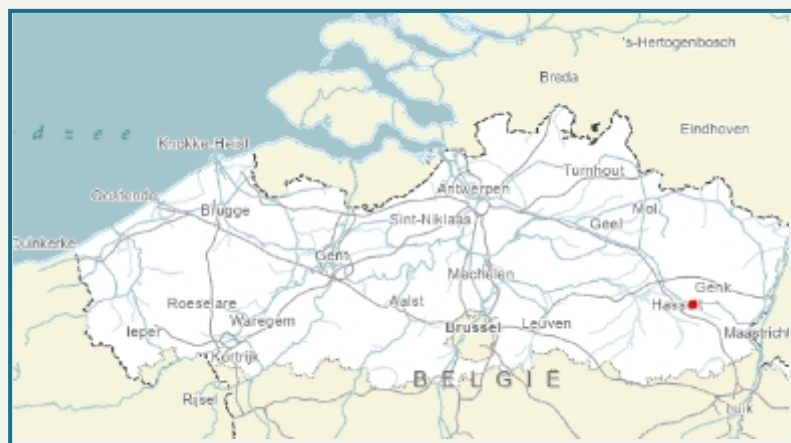 's-Hertogenbosch
Breda
Eindhoven
d z e e
Knokke-Heist
Turnhout
Oostende
Antwerpen
Mol
Brugge
Sint-Niklaas
Geel
Duinkerke
Gent
Mechelen
Genk
Roeselare
Aalst
Hasselt
Waregem
Brussel
Leuven
Ieper
Maastricht
Kortrijk
BELGIË
Rijsel
Luik